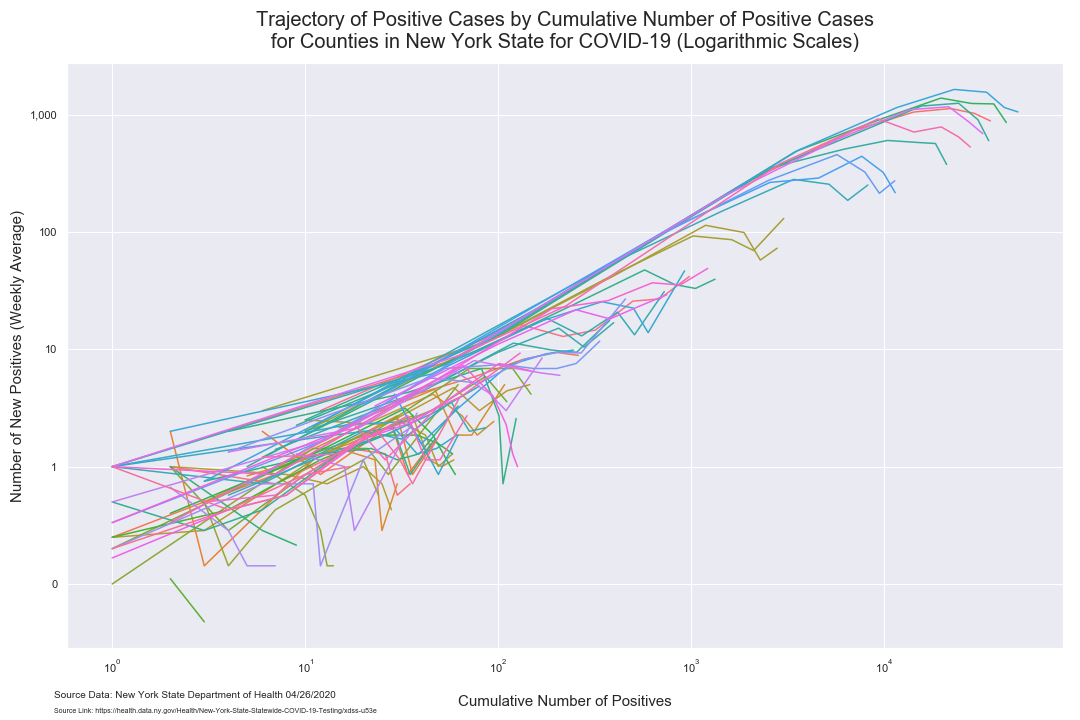 Trajectory of Positive Cases by Cumulative Number of Positive Cases
for Counties in New York State for COVID-19 (Logarithmic Scales)
Number of New Positives (Weekly Average)
1,000
100
10
1
0
10⁰
10¹
10²
10³
10⁴
Cumulative Number of Positives
Source Data: New York State Department of Health 04/26/2020
Source Link: https://health.data.ny.gov/Health/New-York-State-Statewide-COVID-19-Testing/xdss-u53e